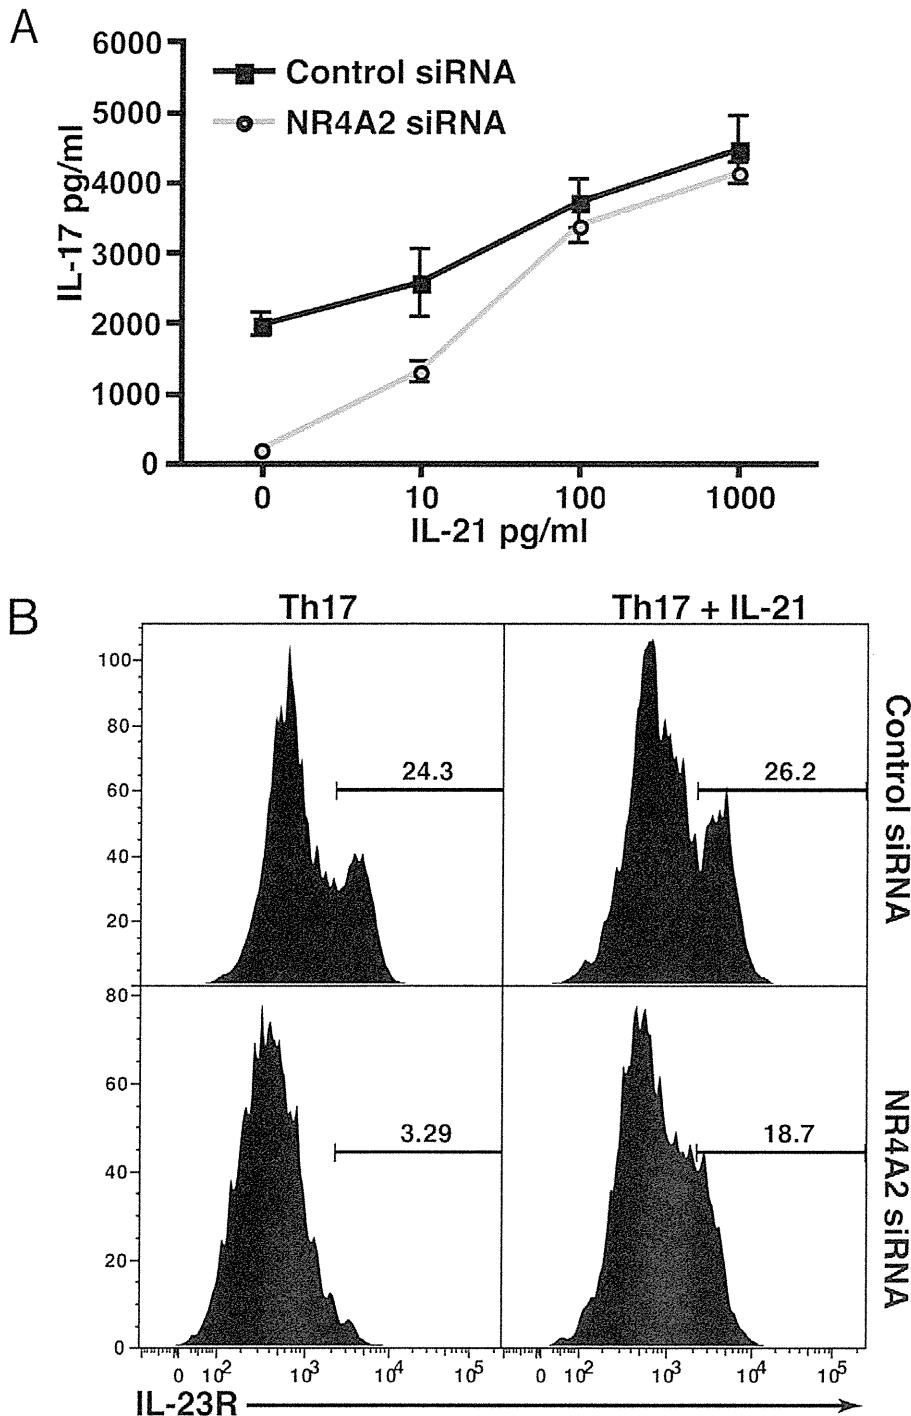 A
6000
5000
4000
3000
2000
1000
0
IL-17 pg/ml
Control siRNA
NR4A2 siRNA
0 10 100 1000
IL-21 pg/ml
B
Th17 Th17 + IL-21
100
80
60
40
20
24.3
26.2
Control siRNA
80
60
40
20
0
3.29
18.7
NR4A2 siRNA
0 10² 10³ 10⁴ 10⁵ 0 10² 10³ 10⁴ 10⁵
IL-23R